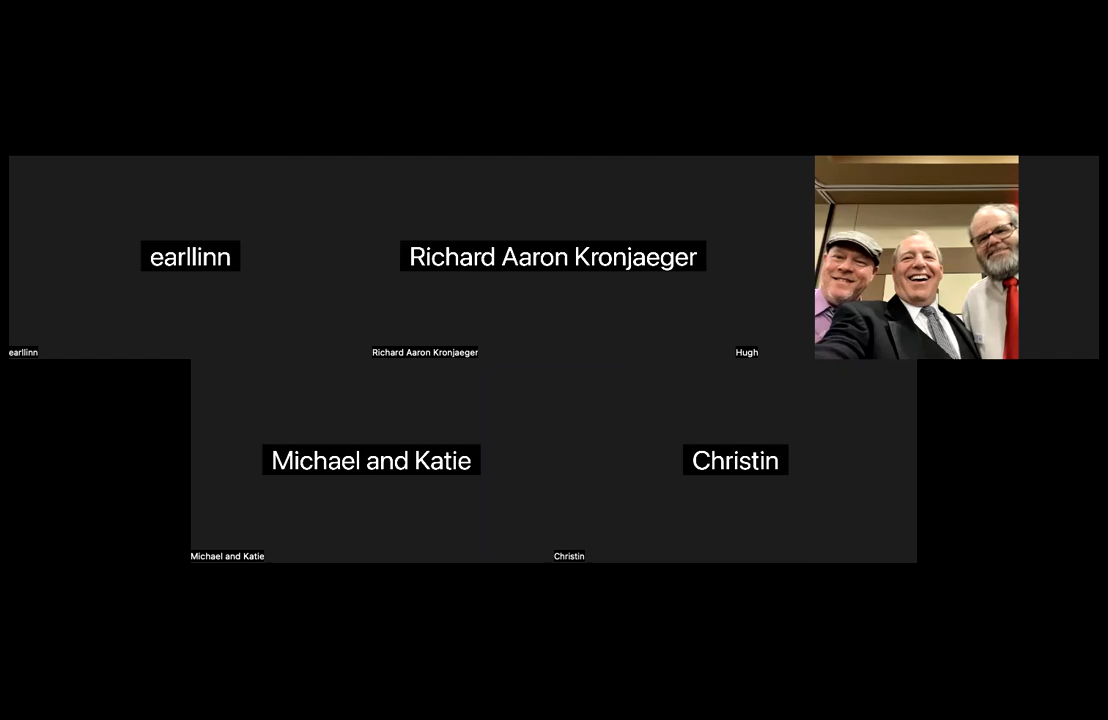 earllinn
Richard Aaron Kronjaeger
earllinn
Richard Aaron Kronjaeger
Hugh
Michael and Katie
Christin
Michael and Katie
Christin